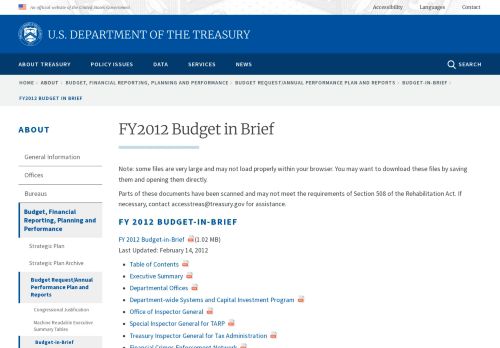 An official website of the United States Government
Accessibility Languages Contact
U.S. DEPARTMENT OF THE TREASURY
ABOUT TREASURY POLICY ISSUES DATA SERVICES NEWS SEARCH
HOME › ABOUT › BUDGET, FINANCIAL REPORTING, PLANNING AND PERFORMANCE › BUDGET REQUEST/ANNUAL PERFORMANCE PLAN AND REPORTS › BUDGET-IN-BRIEF ›
FY2012 BUDGET IN BRIEF
ABOUT
General Information
Offices
Bureaus
Budget, Financial
Reporting, Planning and
Performance
Strategic Plan
Strategic Plan Archive
Budget Request/Annual
Performance Plan and
Reports
Congressional Justification
Machine Readable Executive
Summary Tables
Budget-in-Brief
FY2012 Budget in Brief
Note: some files are very large and may not load properly within your browser. You may want to download these files by saving
them and opening them directly.
Parts of these documents have been scanned and may not meet the requirements of Section 508 of the Rehabilitation Act. If
necessary, contact accesstreas@treasury.gov for assistance.
FY 2012 BUDGET-IN-BRIEF
FY 2012 Budget-in-Brief (1.02 MB)
Last Updated: February 14, 2012
Table of Contents
Executive Summary
Departmental Offices
Department-wide Systems and Capital Investment Program
Office of Inspector General
Special Inspector General for TARP
Treasury Inspector General for Tax Administration
Financial Crimes Enforcement Network